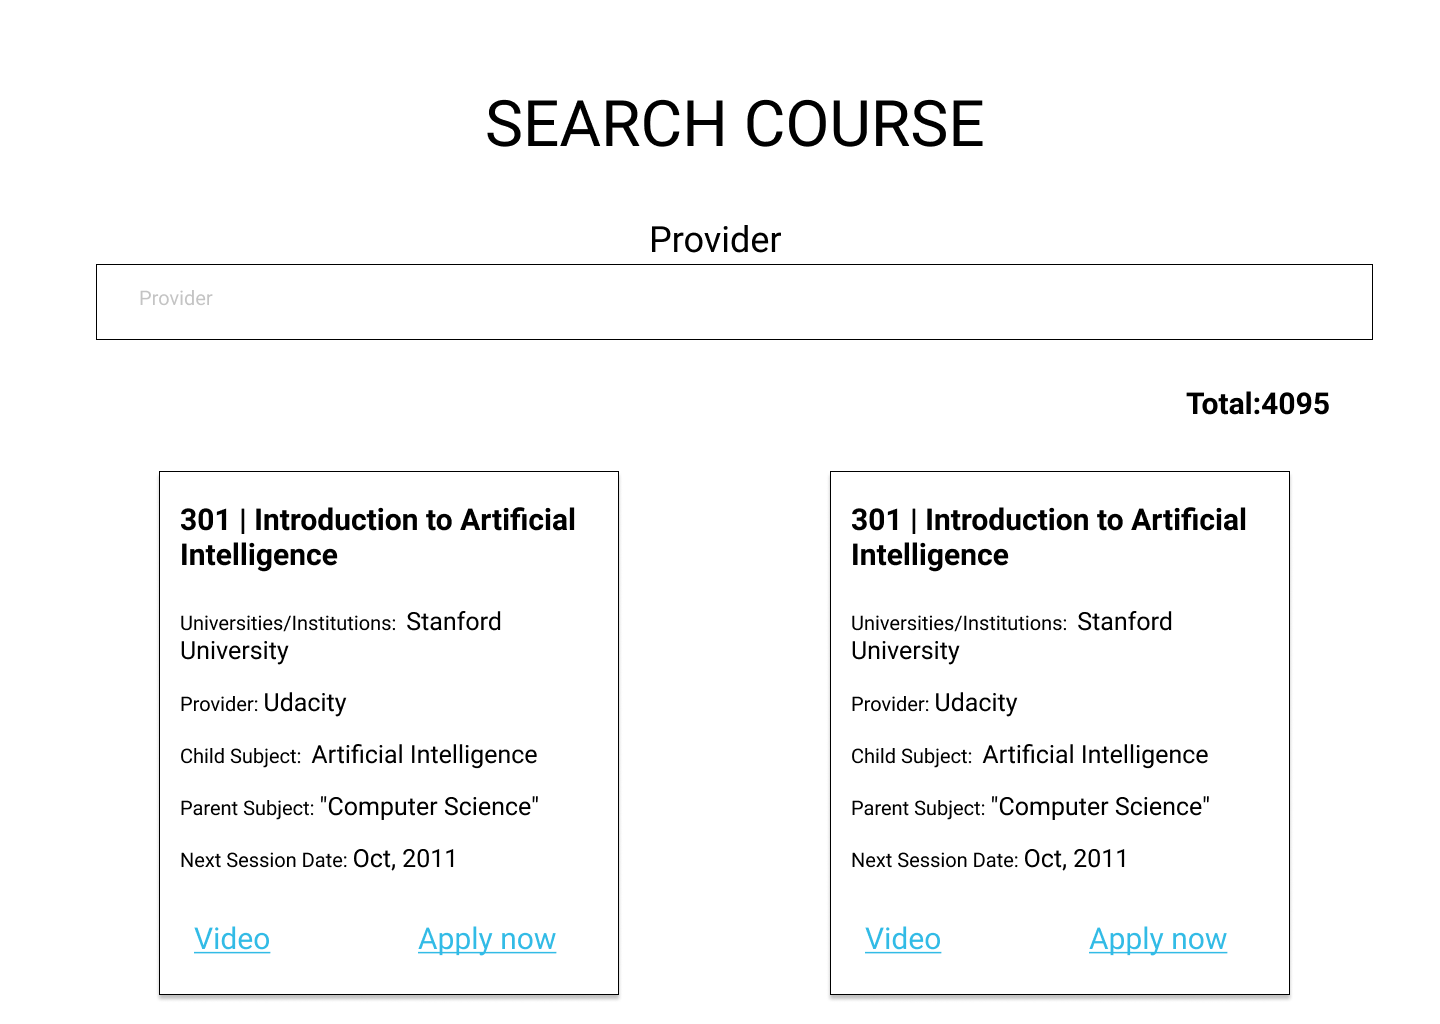 SEARCH COURSE
Provider
Provider
Total:4095
301 | Introduction to Artificial
Intelligence
Universities/Institutions: Stanford
University
Provider: Udacity
Child Subject: Artificial Intelligence
Parent Subject: "Computer Science"
Next Session Date: Oct, 2011
Video Apply now
301 | Introduction to Artificial
Intelligence
Universities/Institutions: Stanford
University
Provider: Udacity
Child Subject: Artificial Intelligence
Parent Subject: "Computer Science"
Next Session Date: Oct, 2011
Video Apply now